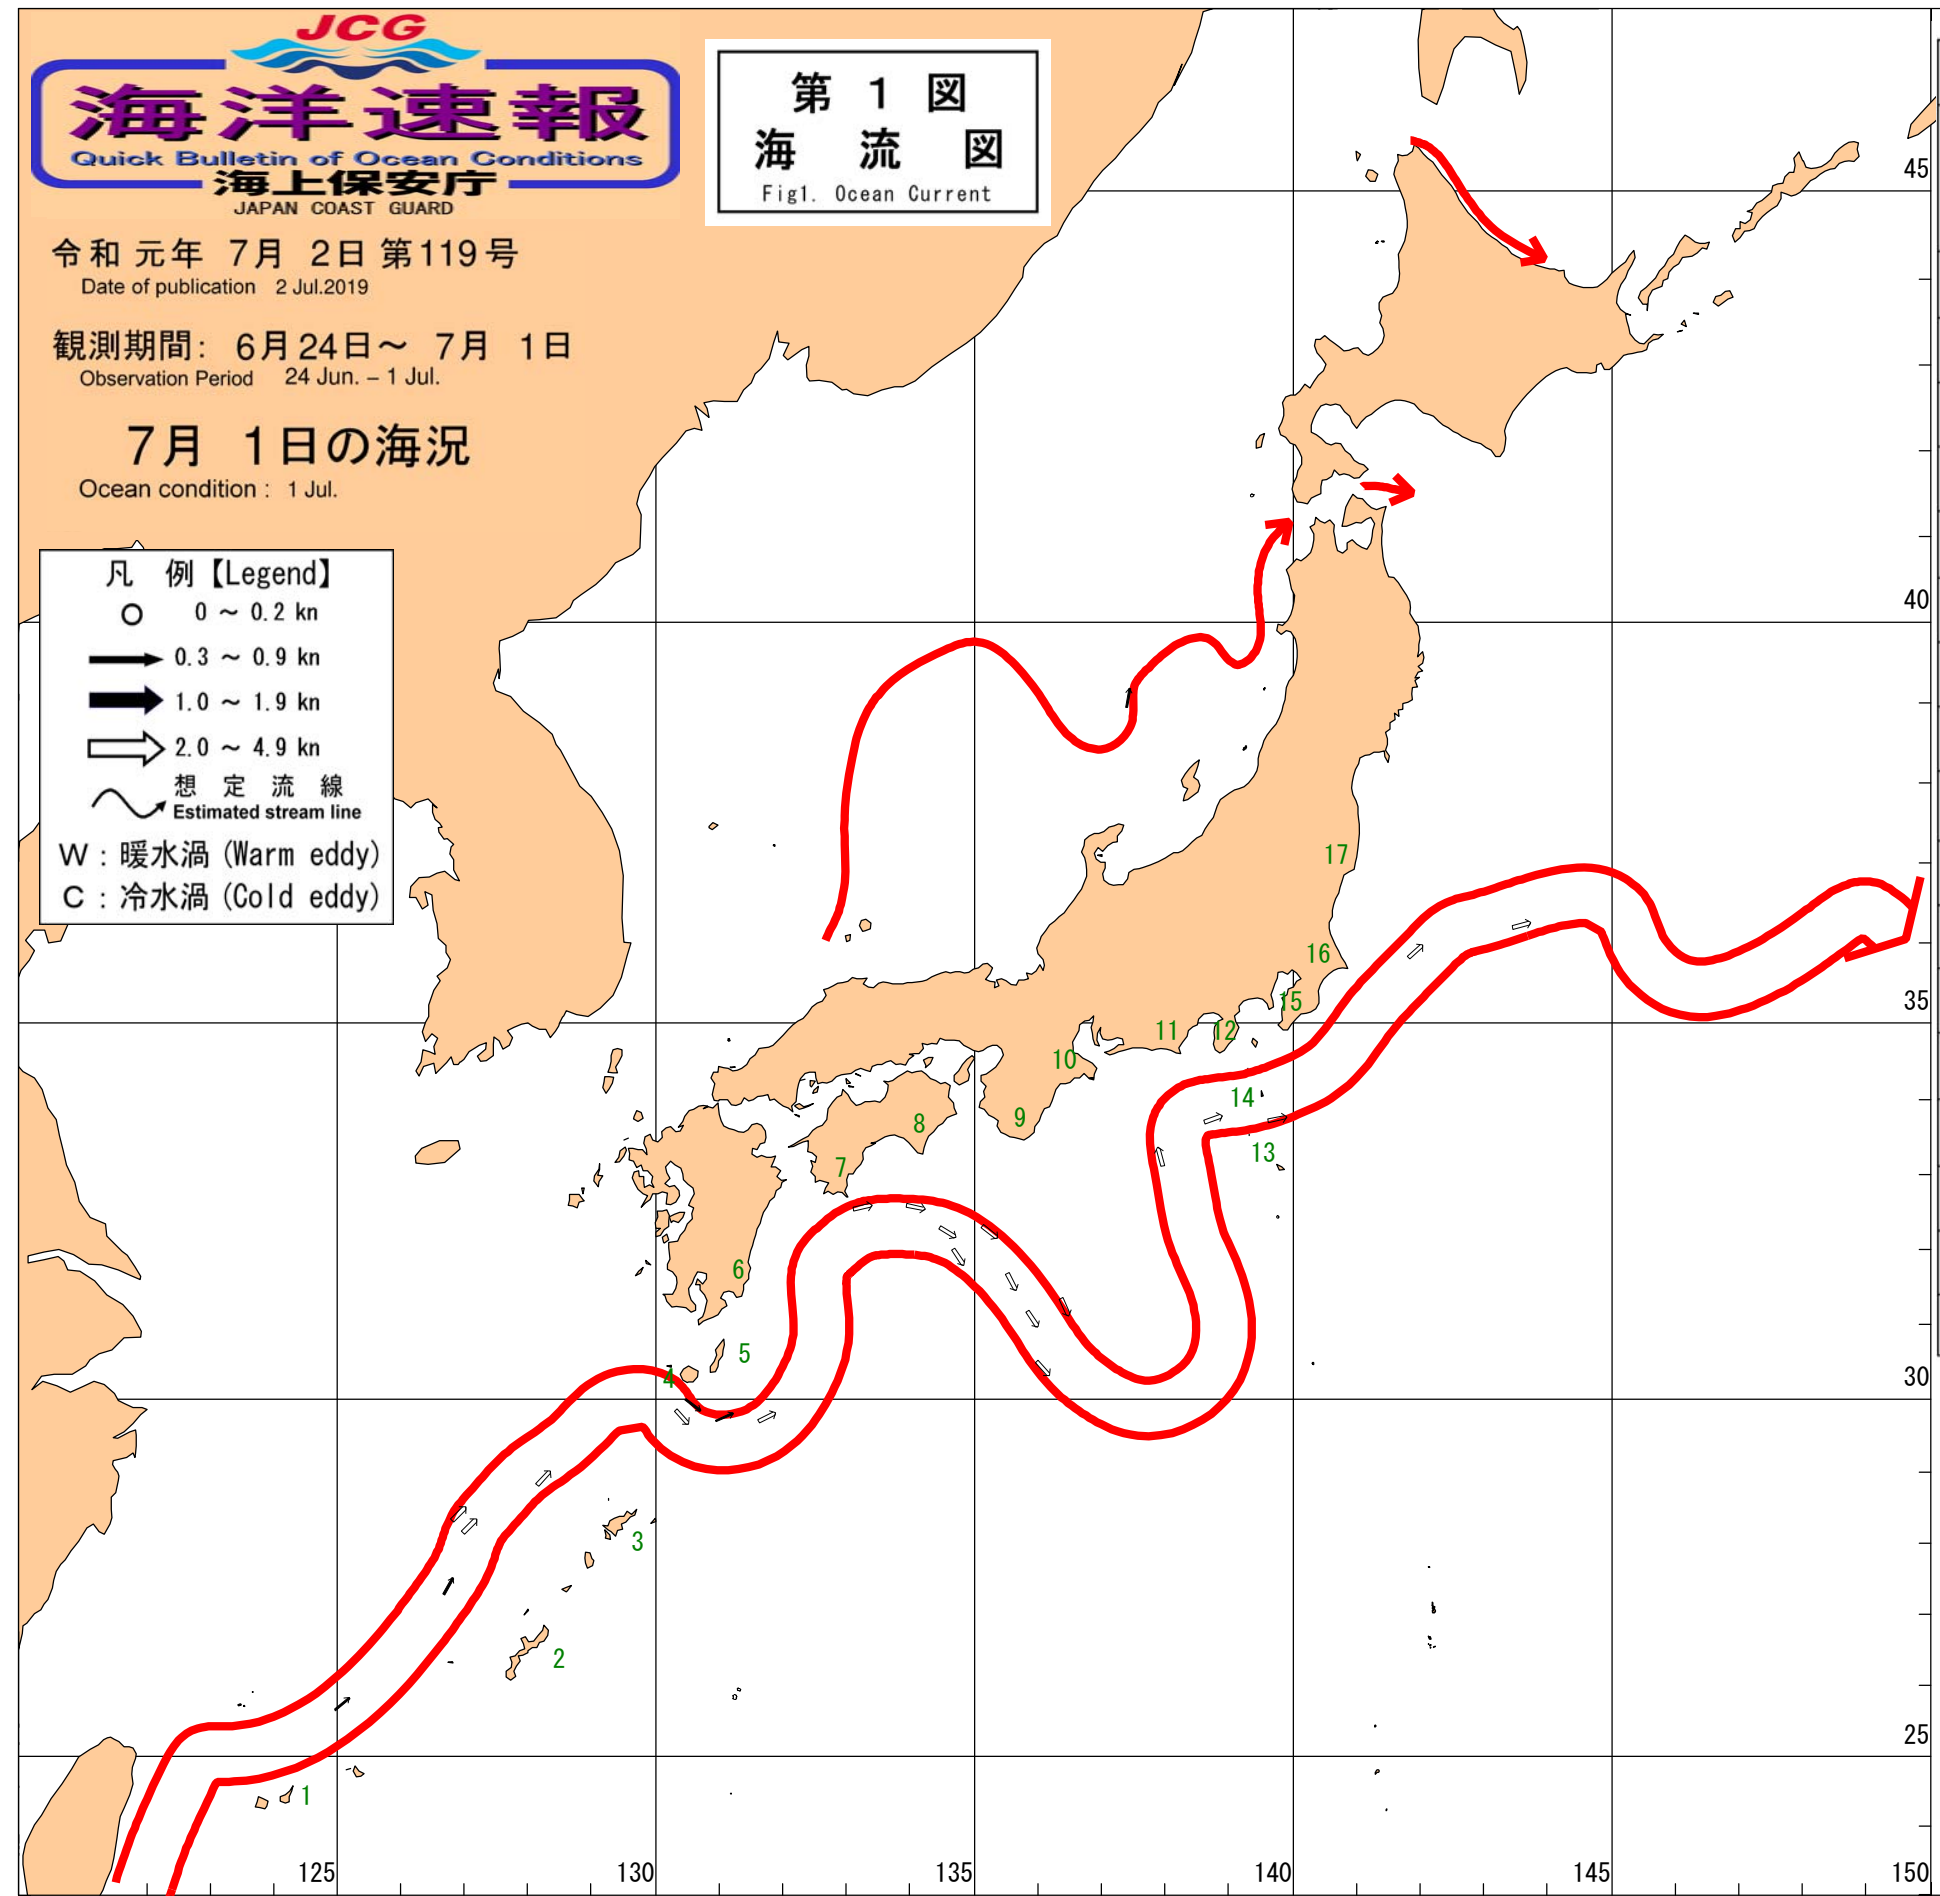 JCG
海洋速報
Quick Bulletin of Ocean Conditions
海上保安庁
JAPAN COAST GUARD
第 1 図
海 流 図
Fig1. Ocean Current
令和 元年 7月 2日 第119号
Date of publication 2 Jul.2019
観測期間: 6月24日～ 7月 1日
Observation Period 24 Jun. – 1 Jul.
7月 1日の海況
Ocean condition : 1 Jul.
凡 例【Legend】
0 ～ 0.2 kn
0.3 ～ 0.9 kn
1.0 ～ 1.9 kn
2.0 ～ 4.9 kn
想 定 流 線
Estimated stream line
W : 暖水渦 (Warm eddy)
C : 冷水渦 (Cold eddy)
45
40
17
16
35
15
12
11
10
14
9
8
13
7
6
5
4
30
3
2
25
1
125
130
135
140
145
150